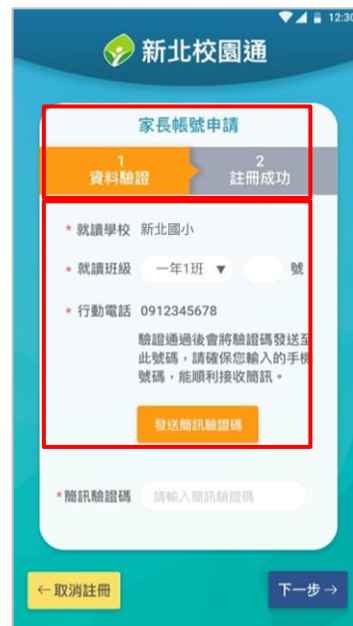 12:30
新北校園通
家長帳號申請
1
資料驗證
2
註冊成功
* 就讀學校 新北國小
* 就讀班級 一年1班 ▼ 號
* 行動電話 0912345678
驗證通過後會將驗證碼發送至
此號碼，請確保您輸入的手機
號碼，能順利接收簡訊。
發送簡訊驗證碼
*簡訊驗證碼 請輸入簡訊驗證碼
←取消註冊
下一步→